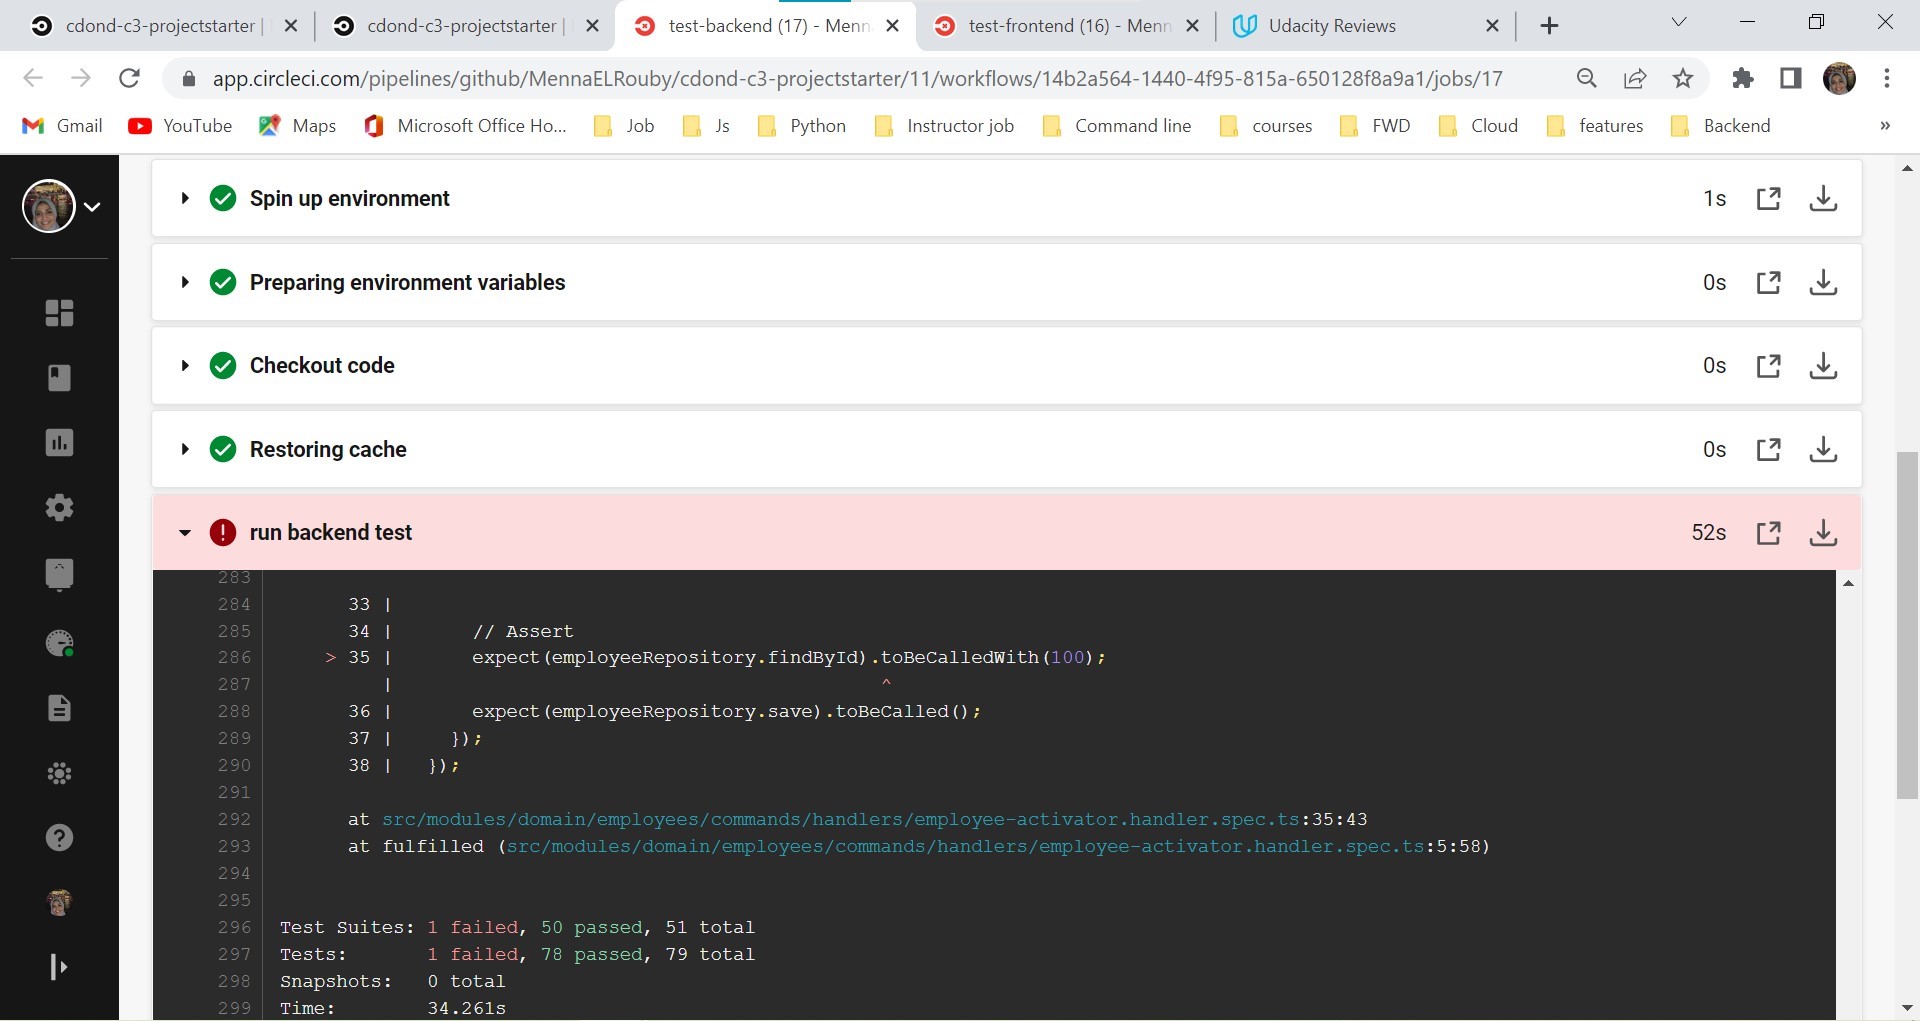 cdond-c3-projectstarter |
cdond-c3-projectstarter |
test-backend (17) - Menn
test-frontend (16) - Menn
Udacity Reviews
app.circleci.com/pipelines/github/MennaELRouby/cdond-c3-projectstarter/11/workflows/14b2a564-1440-4f95-815a-650128f8a9a1/jobs/17
Gmail YouTube Maps Microsoft Office Ho... Job Js Python Instructor job Command line courses FWD Cloud features Backend »
Spin up environment 1s
Preparing environment variables 0s
Checkout code 0s
Restoring cache 0s
run backend test 52s
283
284 33 |
285 34 | // Assert
286 > 35 | expect(employeeRepository.findById).toBeCalledWith(100);
287 | ^
288 36 | expect(employeeRepository.save).toBeCalled();
289 37 | });
290 38 | });
291
292 at src/modules/domain/employees/commands/handlers/employee-activator.handler.spec.ts:35:43
293 at fulfilled (src/modules/domain/employees/commands/handlers/employee-activator.handler.spec.ts:5:58)
294
295
296 Test Suites: 1 failed, 50 passed, 51 total
297 Tests: 1 failed, 78 passed, 79 total
298 Snapshots: 0 total
299 Time: 34.261s